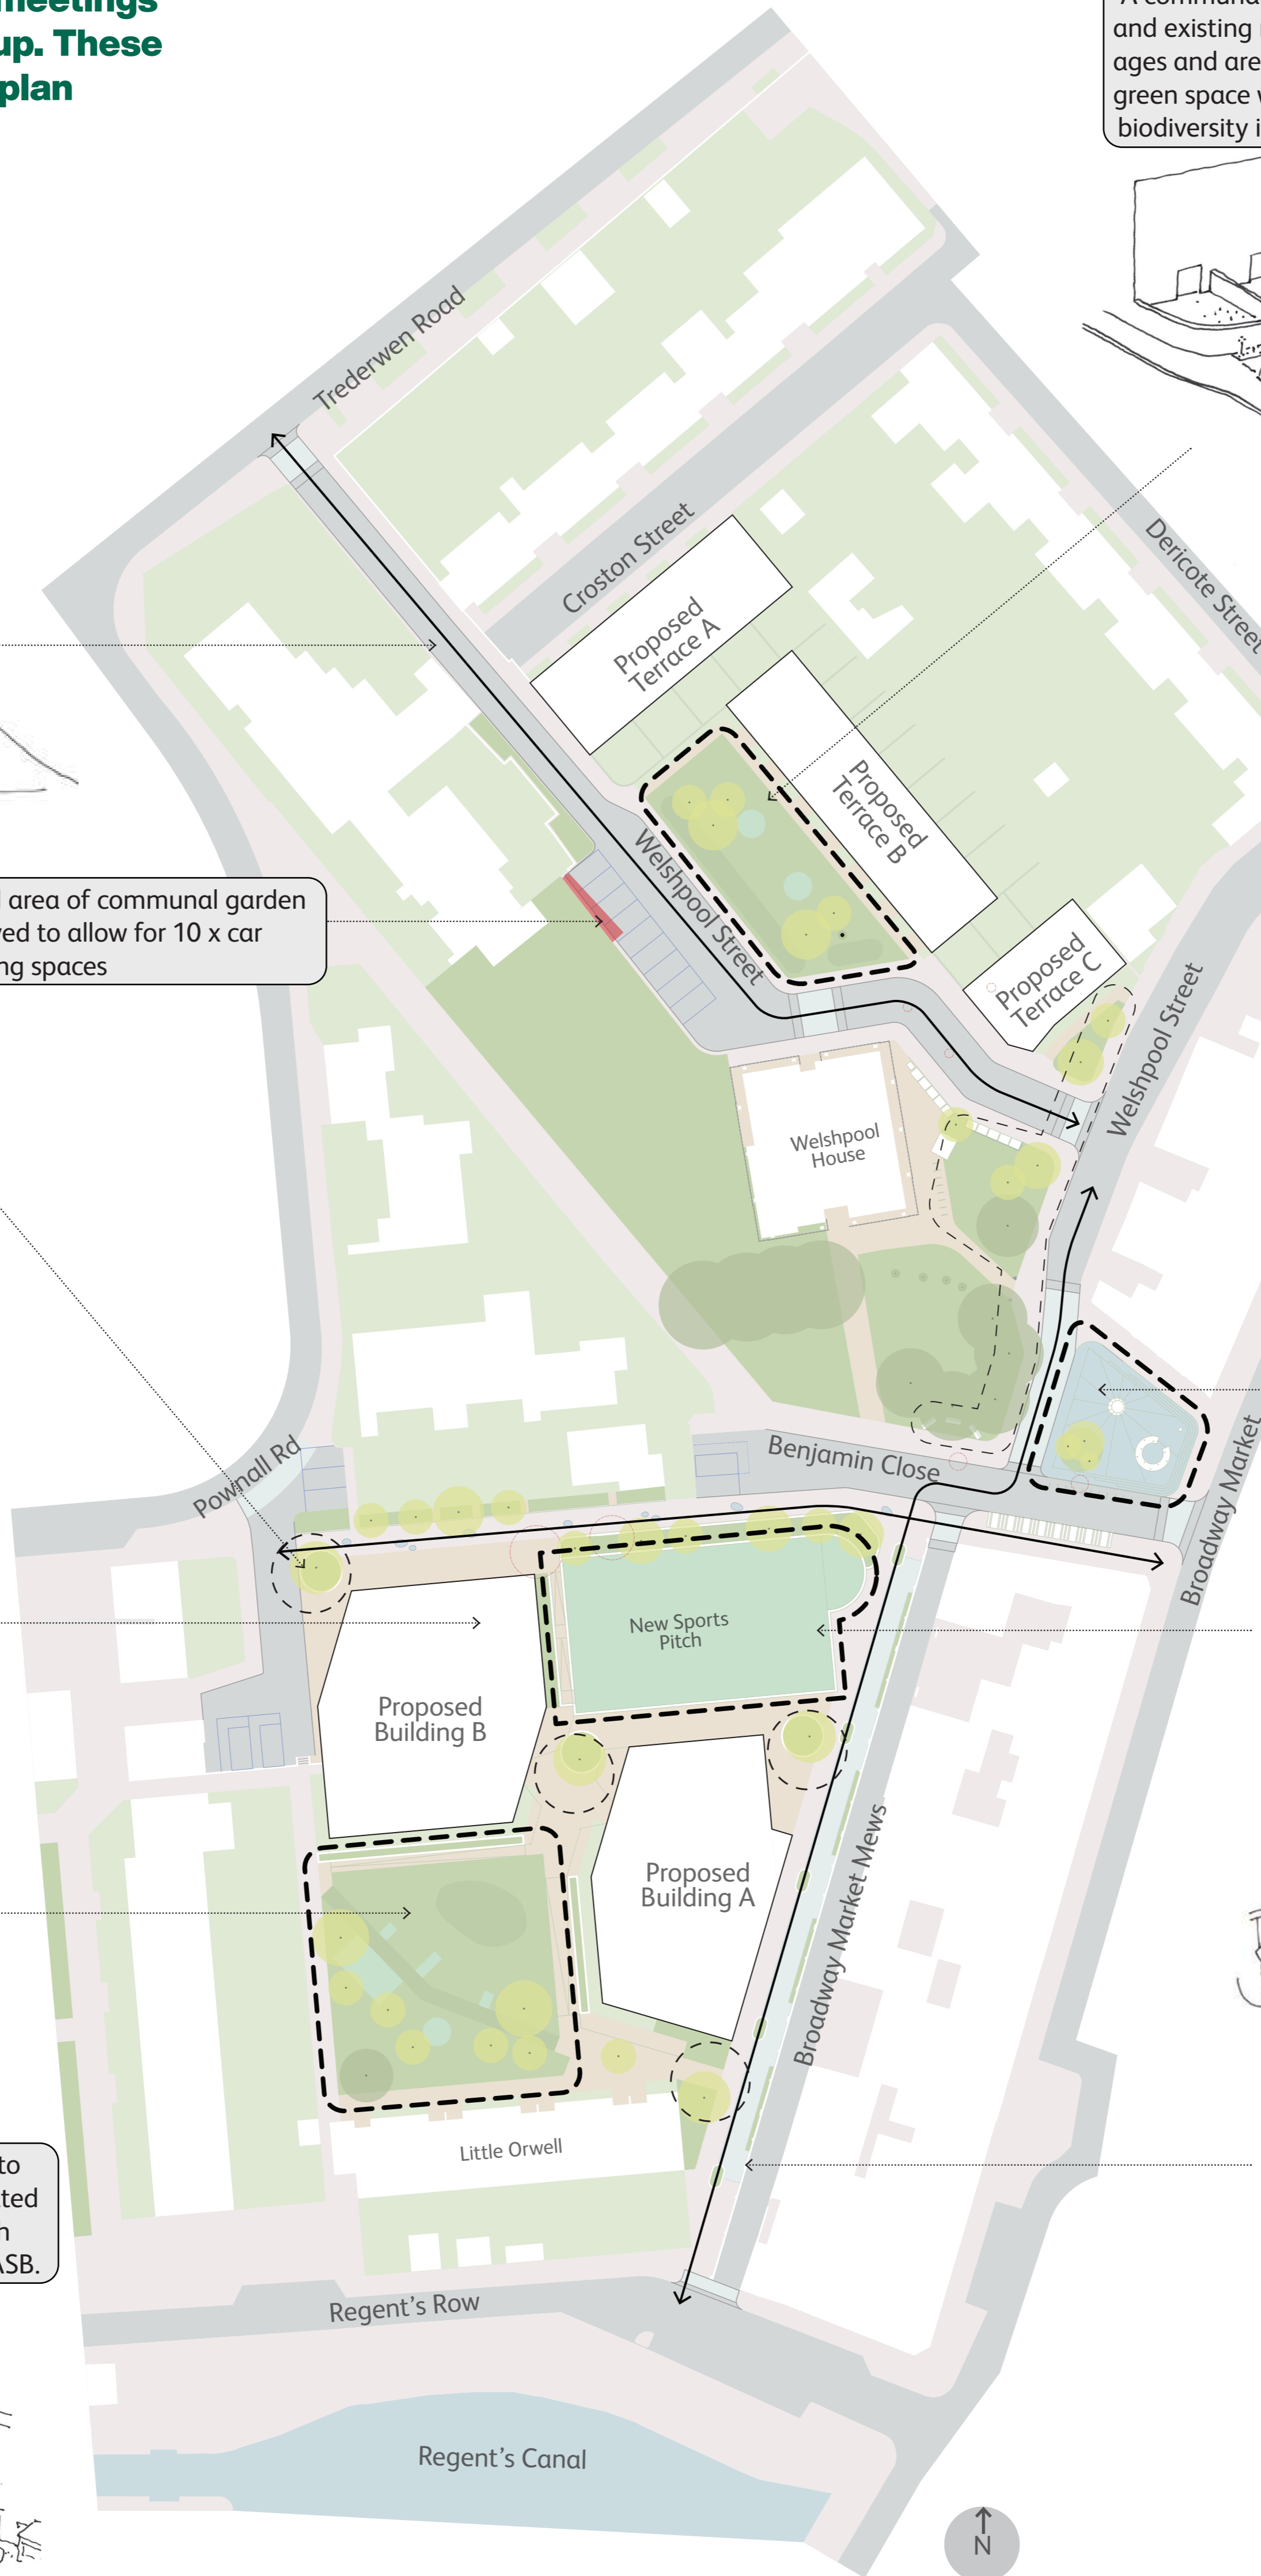 meetings
up. These
plan
A communa
and existing
ages and are
green space
biodiversity i
Trederwen Road
Croston Street
Dericote Street
Proposed
Terrace A
Proposed
Terrace B
Welshpool Street
area of communal garden
ved to allow for 10 x car
ng spaces
Proposed
Terrace C
Welshpool Street
Welshpool
House
Benjamin Close
Pownall Rd
Broadway Market
New Sports
Pitch
Proposed
Building B
Proposed
Building A
Broadway Market Mews
Little Orwell
to
ted
h
ASB.
Regent's Row
Regent's Canal
N